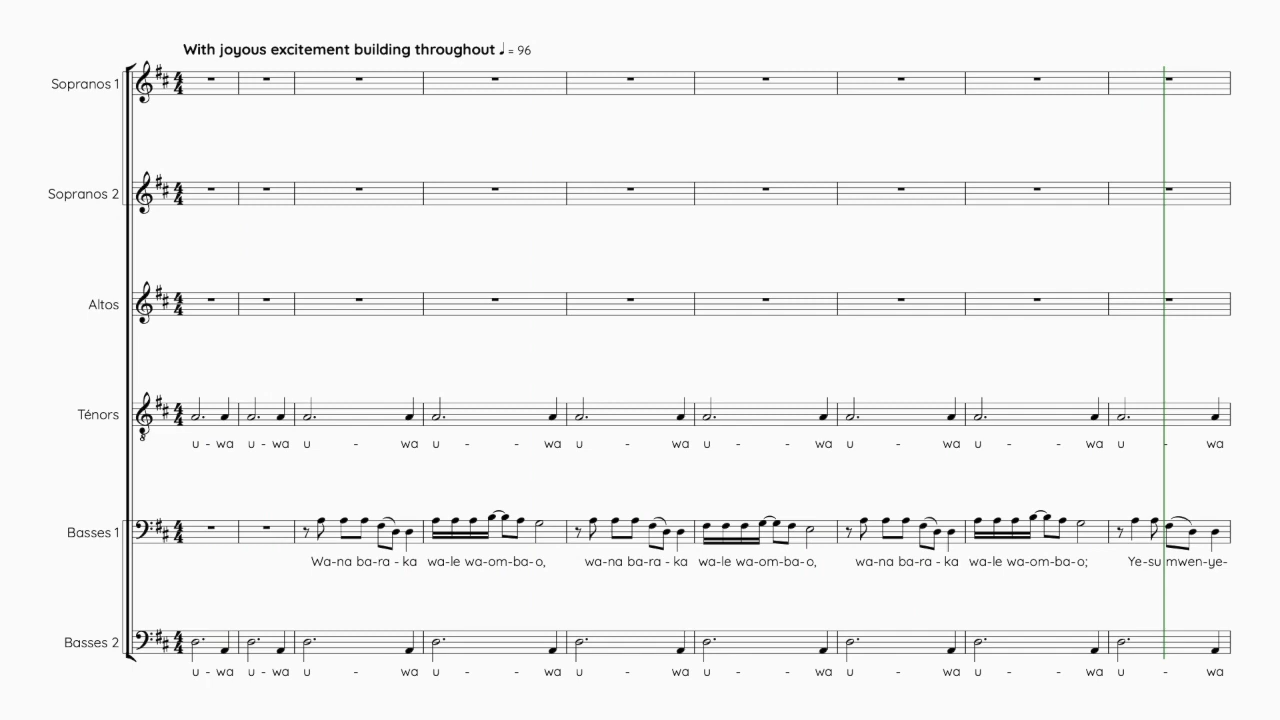 With joyous excitement building throughout ♩ = 96
Sopranos 1
Sopranos 2
Altos
Ténors
u - wa u - wa u - wa u - - wa u - wa u - - wa u - wa u - - wa u - wa
Basses 1
Wa-na ba-ra - ka wa-le wa-om-ba-o, wa-na ba-ra - ka wa-le wa-om-ba-o, wa-na ba-ra - ka wa-le wa-om-ba-o; Ye-su mwen-ye-
Basses 2
u - wa u - wa u - wa u - - wa u - wa u - - wa u - wa u - - wa u - wa